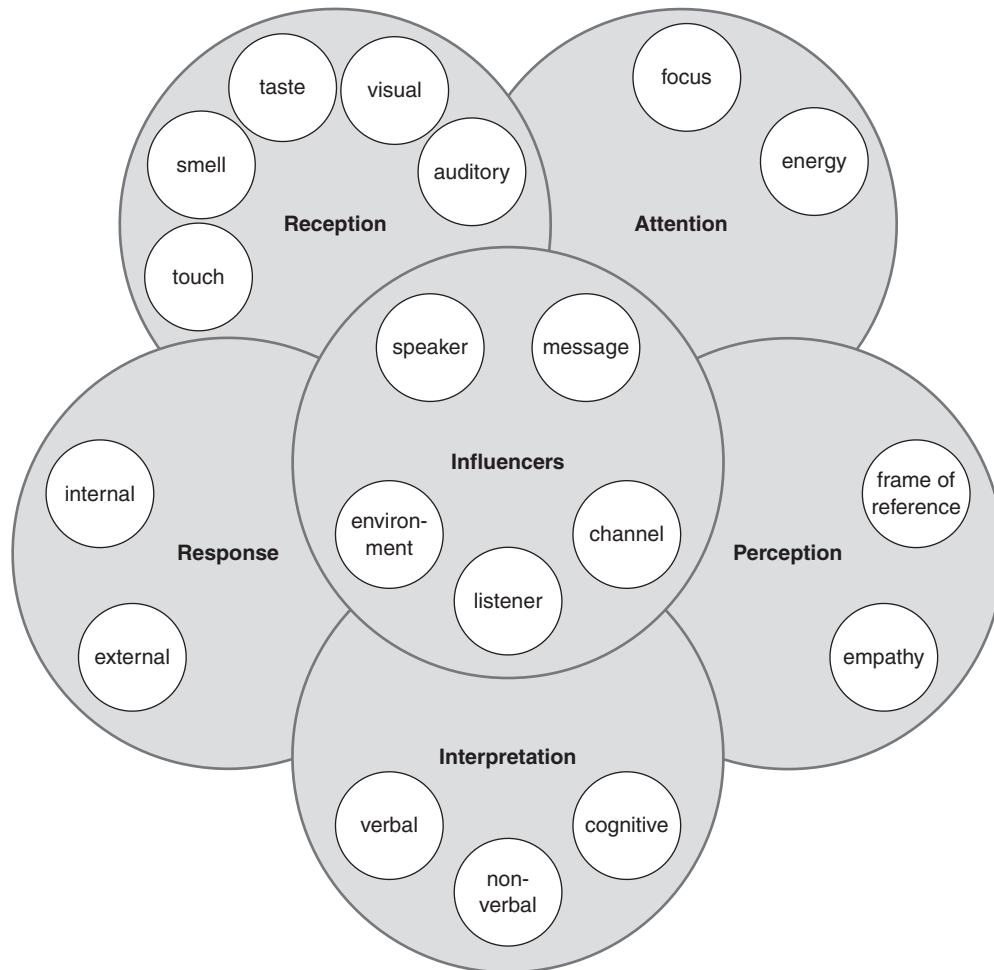 taste
visual
smell
auditory
Reception
touch
focus
energy
Attention
speaker
message
Influencers
environ-
ment
channel
listener
internal
Response
external
frame of
reference
Perception
empathy
Interpretation
verbal
cognitive
non-
verbal